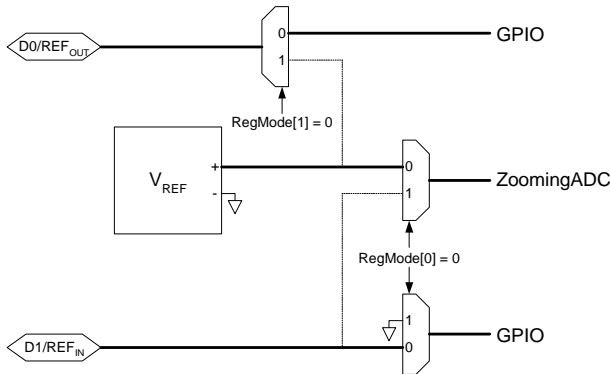 D0/REF_OUT
0
GPIO
1
RegMode[1] = 0
+
V_REF
-
0
1
ZoomingADC
RegMode[0] = 0
1
0
GPIO
D1/REF_IN